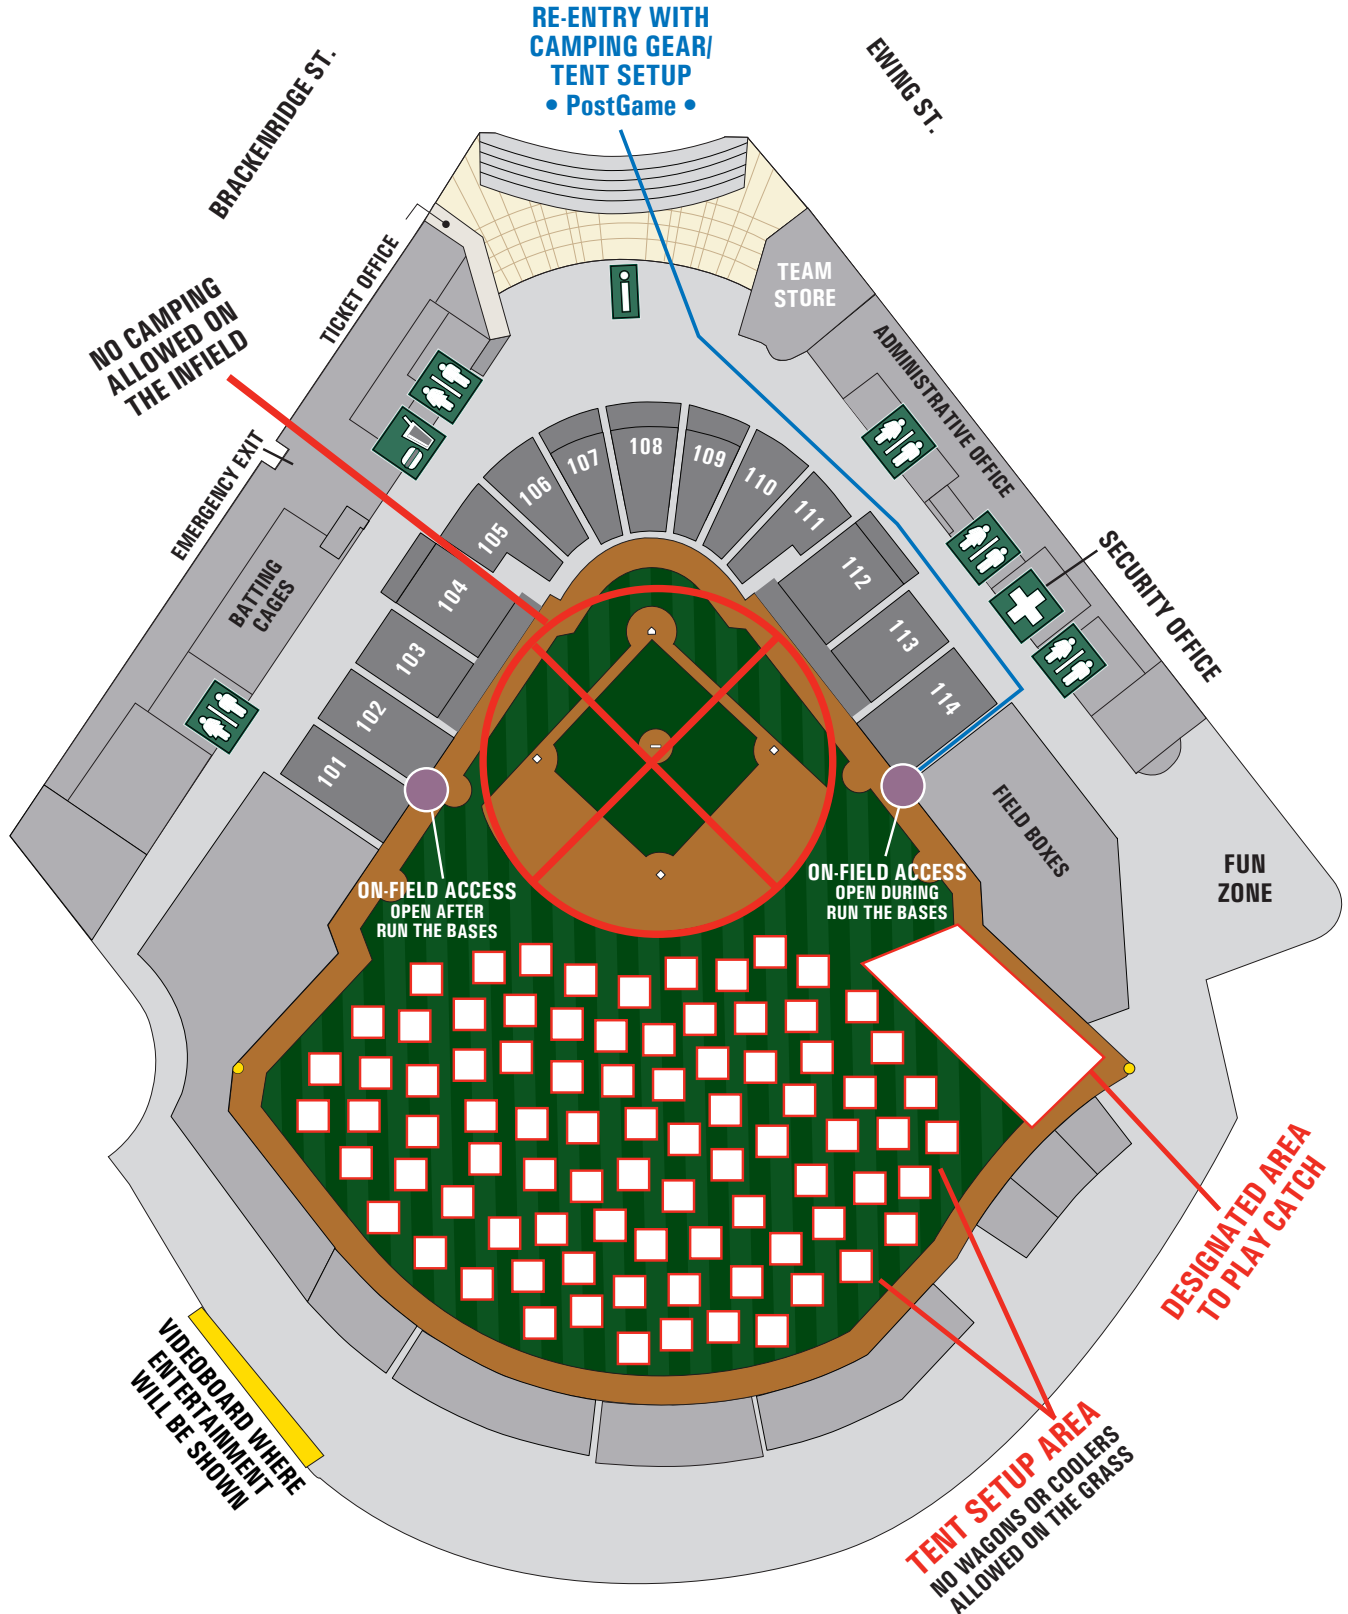 RE-ENTRY WITH
CAMPING GEAR/
TENT SETUP
• PostGame •
BRACKENRIDGE ST.
EWING ST.
TICKET OFFICE
TEAM
STORE
NO CAMPING
ALLOWED ON
THE INFIELD
ADMINISTRATIVE OFFICE
EMERGENCY EXIT
SECURITY OFFICE
BATTING
CAGES
101
102
103
104
105
106
107
108
109
110
111
112
113
114
FIELD BOXES
FUN
ZONE
ON-FIELD ACCESS
OPEN AFTER
RUN THE BASES
ON-FIELD ACCESS
OPEN DURING
RUN THE BASES
DESIGNATED AREA
TO PLAY CATCH
VIDEOBOARD WHERE
ENTERTAINMENT
WILL BE SHOWN
TENT SETUP AREA
NO WAGONS OR COOLERS
ALLOWED ON THE GRASS